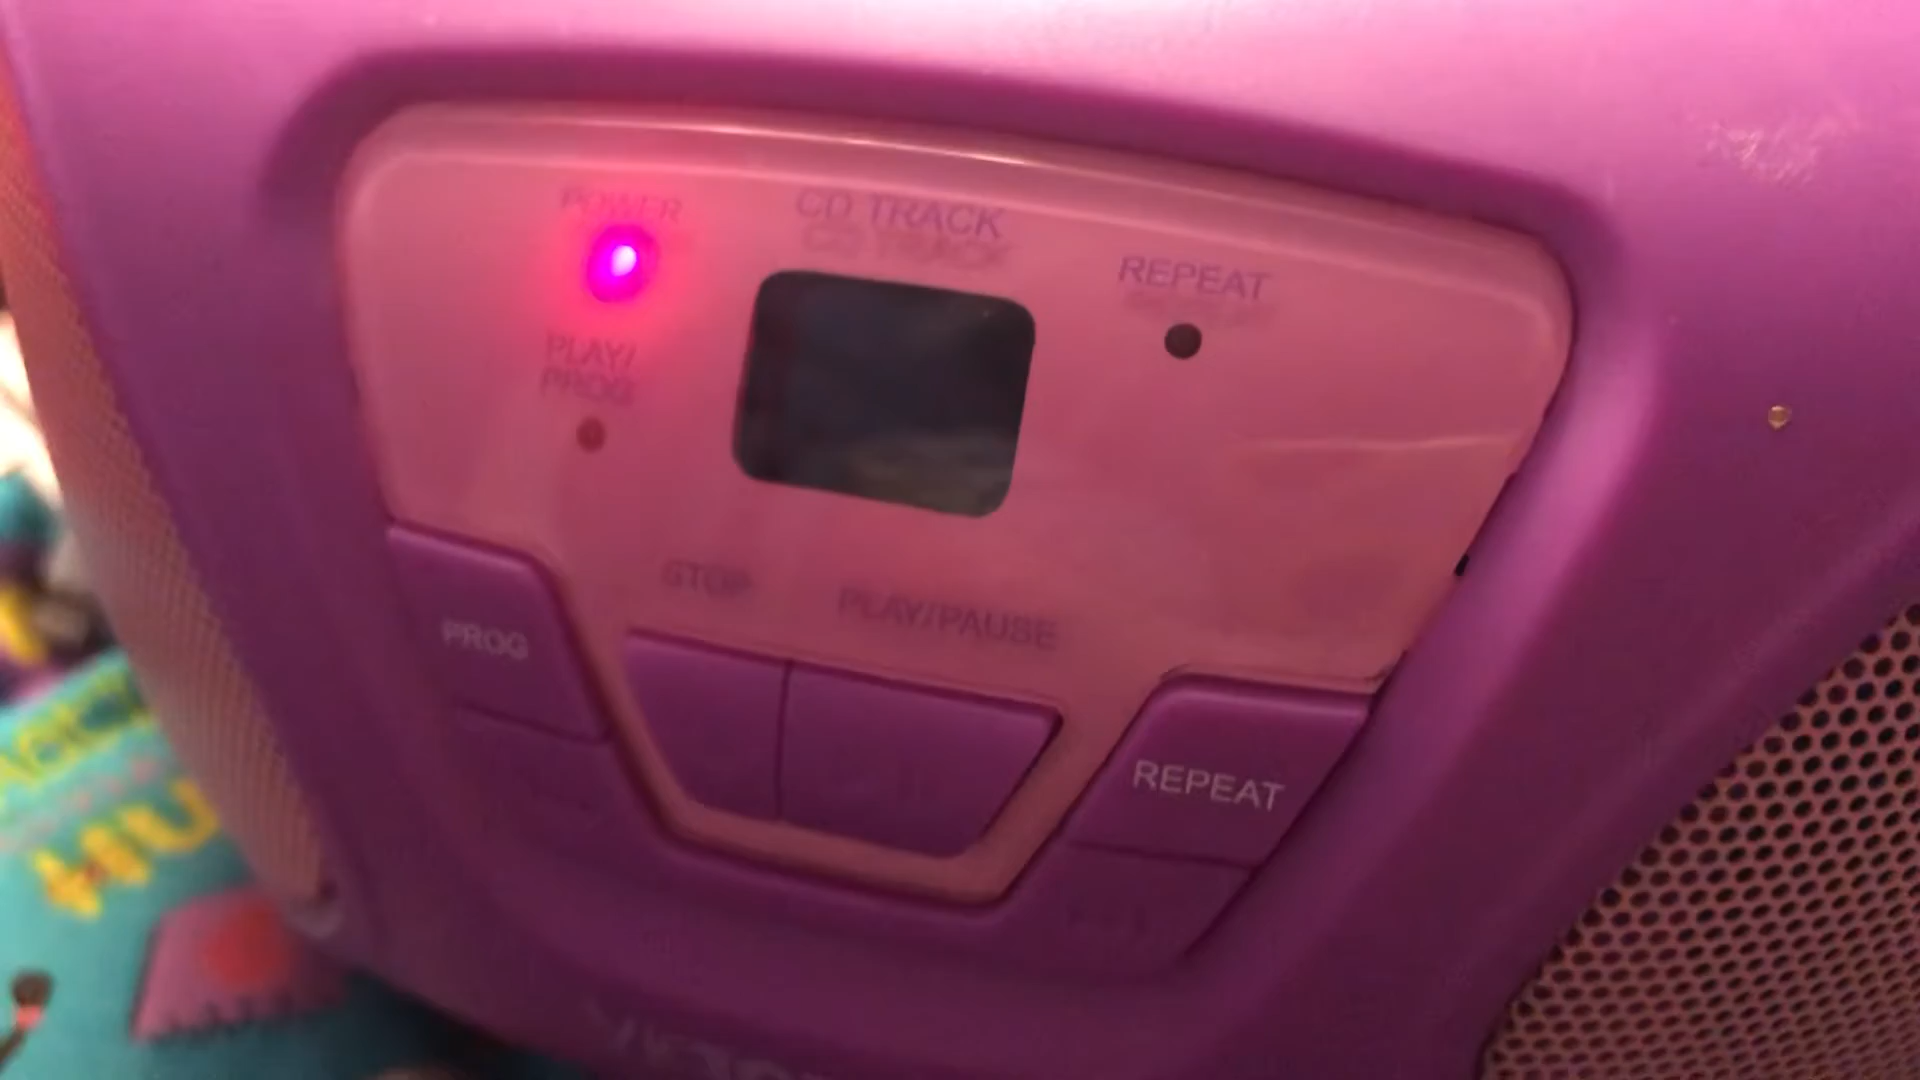 POWER
CD TRACK
REPEAT
PLAY/
PROG
STOP
PLAY/PAUSE
PROG
REPEAT